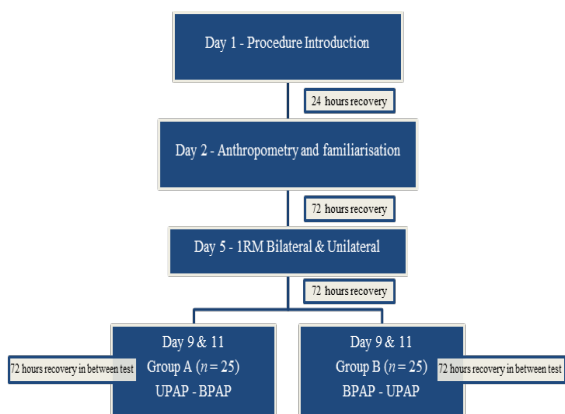 Day 1 - Procedure Introduction
24 hours recovery
Day 2 - Anthropometry and familiarisation
72 hours recovery
Day 5 - 1RM Bilateral & Unilateral
72 hours recovery
72 hours recovery in between test
Day 9 & 11
Group A (n = 25)
UPAP - BPAP
Day 9 & 11
Group B (n = 25)
BPAP - UPAP
72 hours recovery in between test